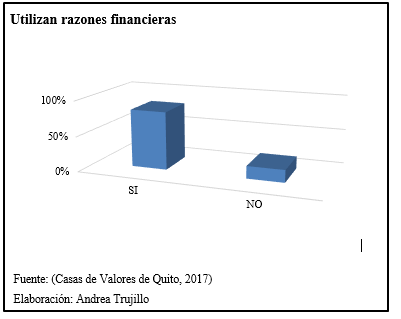 Utilizan razones financieras
100%
50%
0%
SI
NO
Fuente: (Casas de Valores de Quito, 2017)
Elaboración: Andrea Trujillo